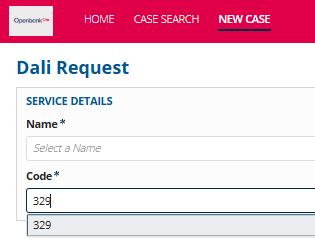 Openbank
HOME CASE SEARCH NEW CASE
Dali Request
SERVICE DETAILS
Name*
Select a Name
Code*
329
329